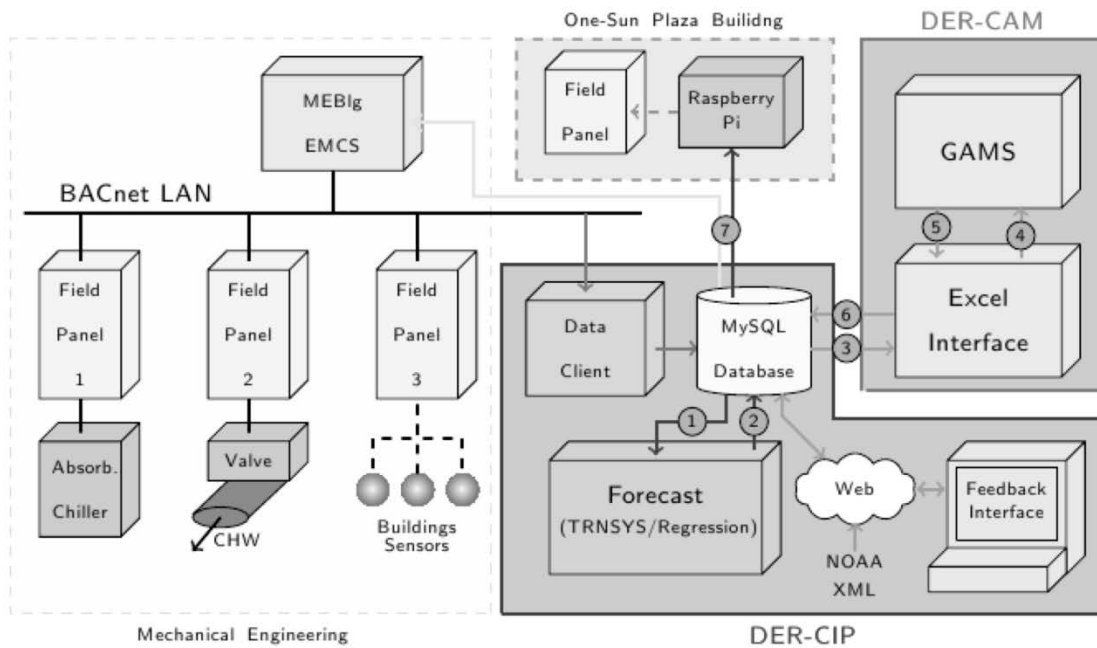 One-Sun Plaza Builidng
DER-CAM
MEBIg
EMCS
Field
Panel
Raspberry
Pi
GAMS
BACnet LAN
7
5
4
Field
Panel
1
Field
Panel
2
Field
Panel
3
Data
Client
MySQL
Database
6
3
Excel
Interface
1
2
Absorb.
Chiller
Valve
CHW
Buildings
Sensors
Forecast
(TRNSYS/Regression)
Web
Feedback
Interface
NOAA
XML
Mechanical Engineering
DER-CIP